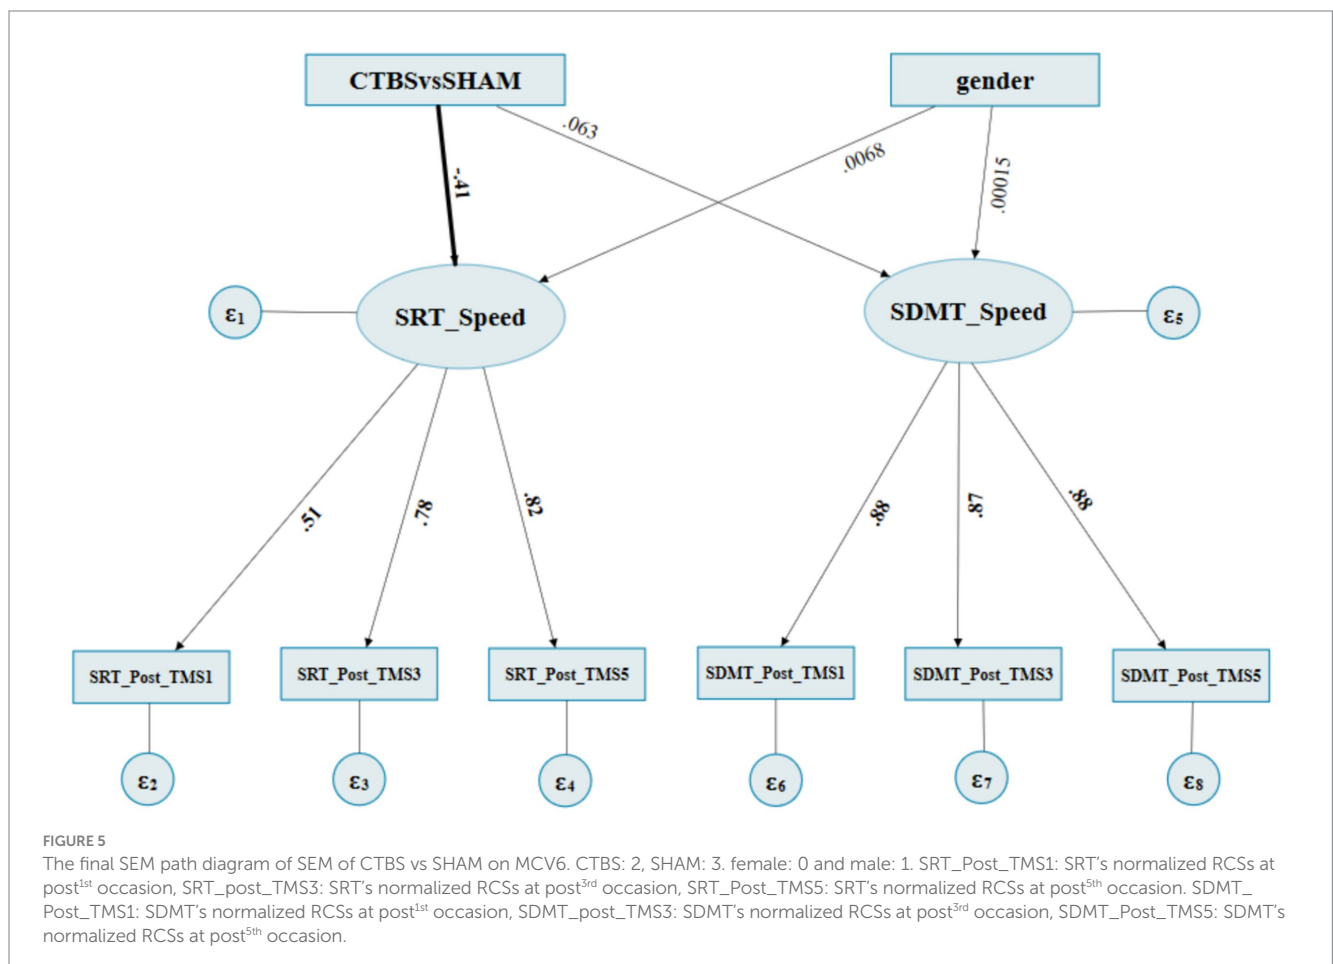 CTBSvsSHAM
gender
.063
.0068
-.41
.00015
SRT_Speed
SDMT_Speed
ε1
ε5
.51
.78
.82
.88
.87
.88
SRT_Post_TMS1
SRT_Post_TMS3
SRT_Post_TMS5
SDMT_Post_TMS1
SDMT_Post_TMS3
SDMT_Post_TMS5
ε2
ε3
ε4
ε6
ε7
ε8
FIGURE 5
The final SEM path diagram of SEM of CTBS vs SHAM on MCV6. CTBS: 2, SHAM: 3. female: 0 and male: 1. SRT_Post_TMS1: SRT's normalized RCSs at
post1st occasion, SRT_post_TMS3: SRT's normalized RCSs at post3rd occasion, SRT_Post_TMS5: SRT's normalized RCSs at post5th occasion. SDMT_
Post_TMS1: SDMT's normalized RCSs at post1st occasion, SDMT_post_TMS3: SDMT's normalized RCSs at post3rd occasion, SDMT_Post_TMS5: SDMT's
normalized RCSs at post5th occasion.